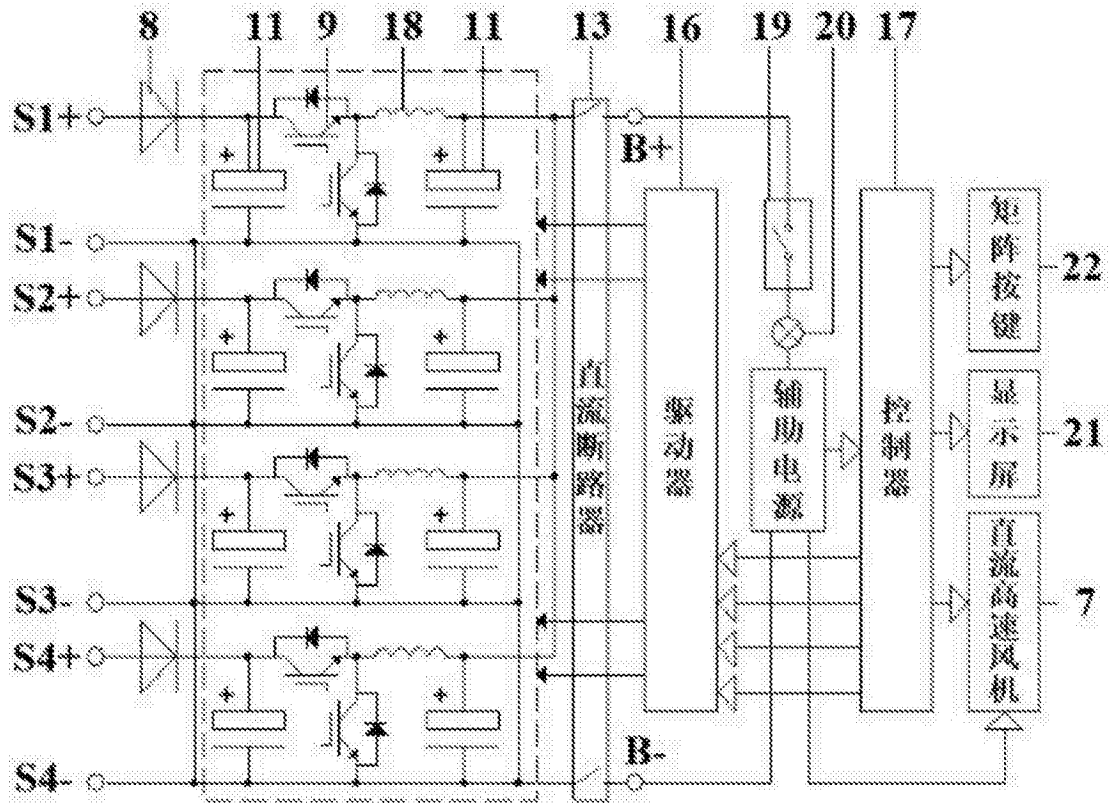 8 11 9 18 11 13 16 19 20 17
S1+
B+
S1-
S2+
S2-
S3+
S3-
S4+
S4-
B-
直流断路器
驱动器
辅助电源
控制器
矩阵按键
22
显示屏
21
直流高速风机
7
+
+
+
+
+
+
+
+